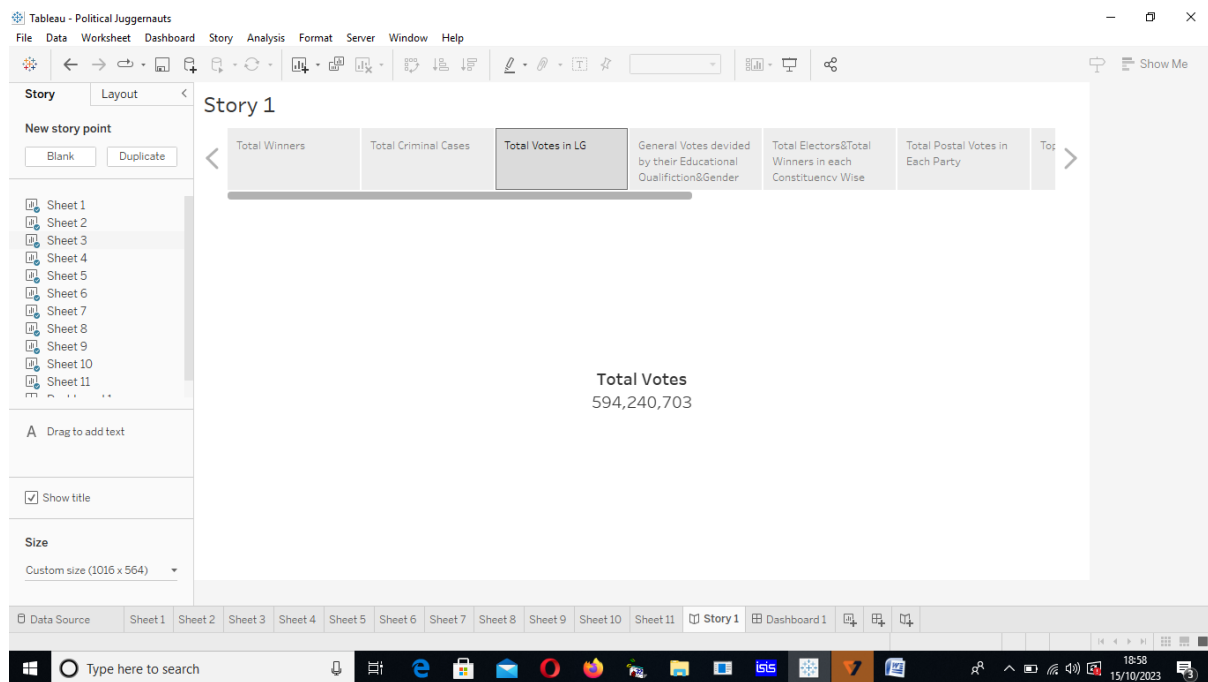 Tableau - Political Juggernauts
File Data Worksheet Dashboard Story Analysis Format Server Window Help
Show Me
Story Layout
New story point
Blank Duplicate
Sheet 1
Sheet 2
Sheet 3
Sheet 4
Sheet 5
Sheet 6
Sheet 7
Sheet 8
Sheet 9
Sheet 10
Sheet 11
A Drag to add text
Show title
Size
Custom size (1016 x 564)
Story 1
Total Winners
Total Criminal Cases
Total Votes in LG
General Votes devided
by their Educational
Qualifiction&Gender
Total Electors&Total
Winners in each
Constituency Wise
Total Postal Votes in
Each Party
Total Votes
594,240,703
Data Source Sheet 1 Sheet 2 Sheet 3 Sheet 4 Sheet 5 Sheet 6 Sheet 7 Sheet 8 Sheet 9 Sheet 10 Sheet 11 Story 1 Dashboard 1
Type here to search
isis
18:58
15/10/2023
3